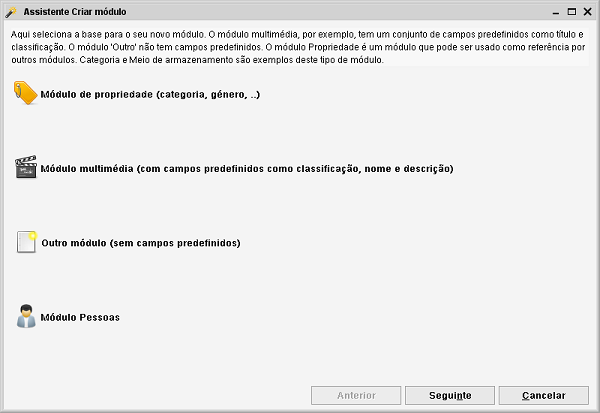 Assistente Criar módulo
Aqui seleciona a base para o seu novo módulo. O módulo multimédia, por exemplo, tem um conjunto de campos predefinidos como título e
classificação. O módulo 'Outro' não tem campos predefinidos. O módulo Propriedade é um módulo que pode ser usado como referência por
outros módulos. Categoria e Meio de armazenamento são exemplos deste tipo de módulo.
Módulo de propriedade (categoria, género, ..)
Módulo multimédia (com campos predefinidos como classificação, nome e descrição)
Outro módulo (sem campos predefinidos)
Módulo Pessoas
Anterior
Seguinte
Cancelar